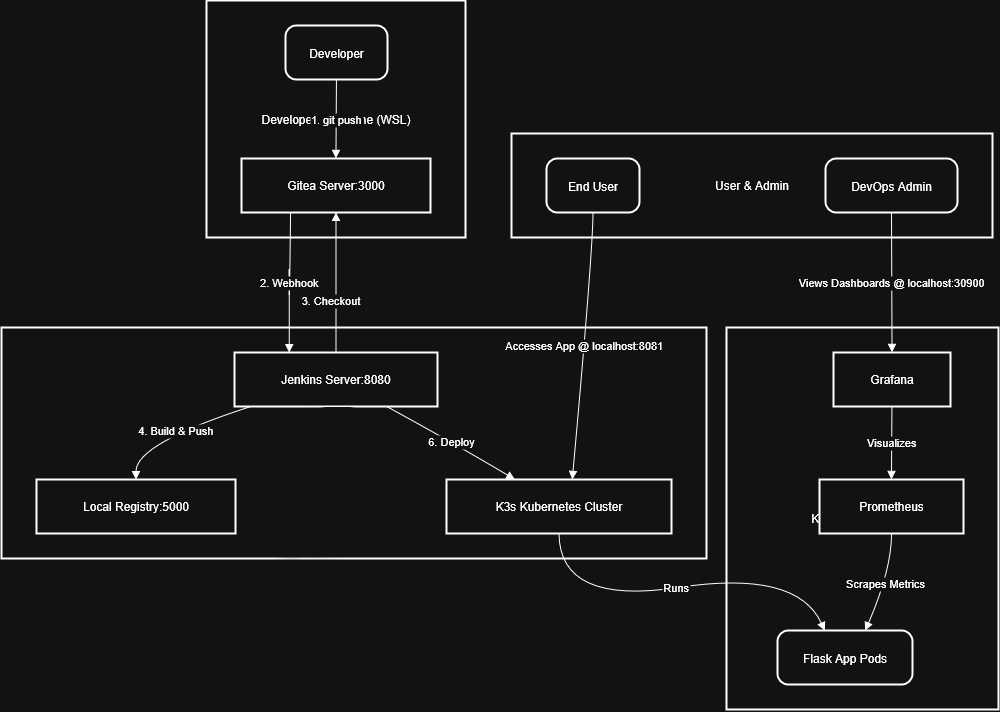 Developer
Develope1. git pushe (WSL)
Gitea Server:3000
End User
User & Admin
DevOps Admin
2. Webhook
3. Checkout
Views Dashboards @ localhost:30900
Accesses App @ localhost:8081
Jenkins Server:8080
Grafana
4. Build & Push
6. Deploy
Visualizes
Local Registry:5000
K3s Kubernetes Cluster
K
Prometheus
Runs
Scrapes Metrics
Flask App Pods